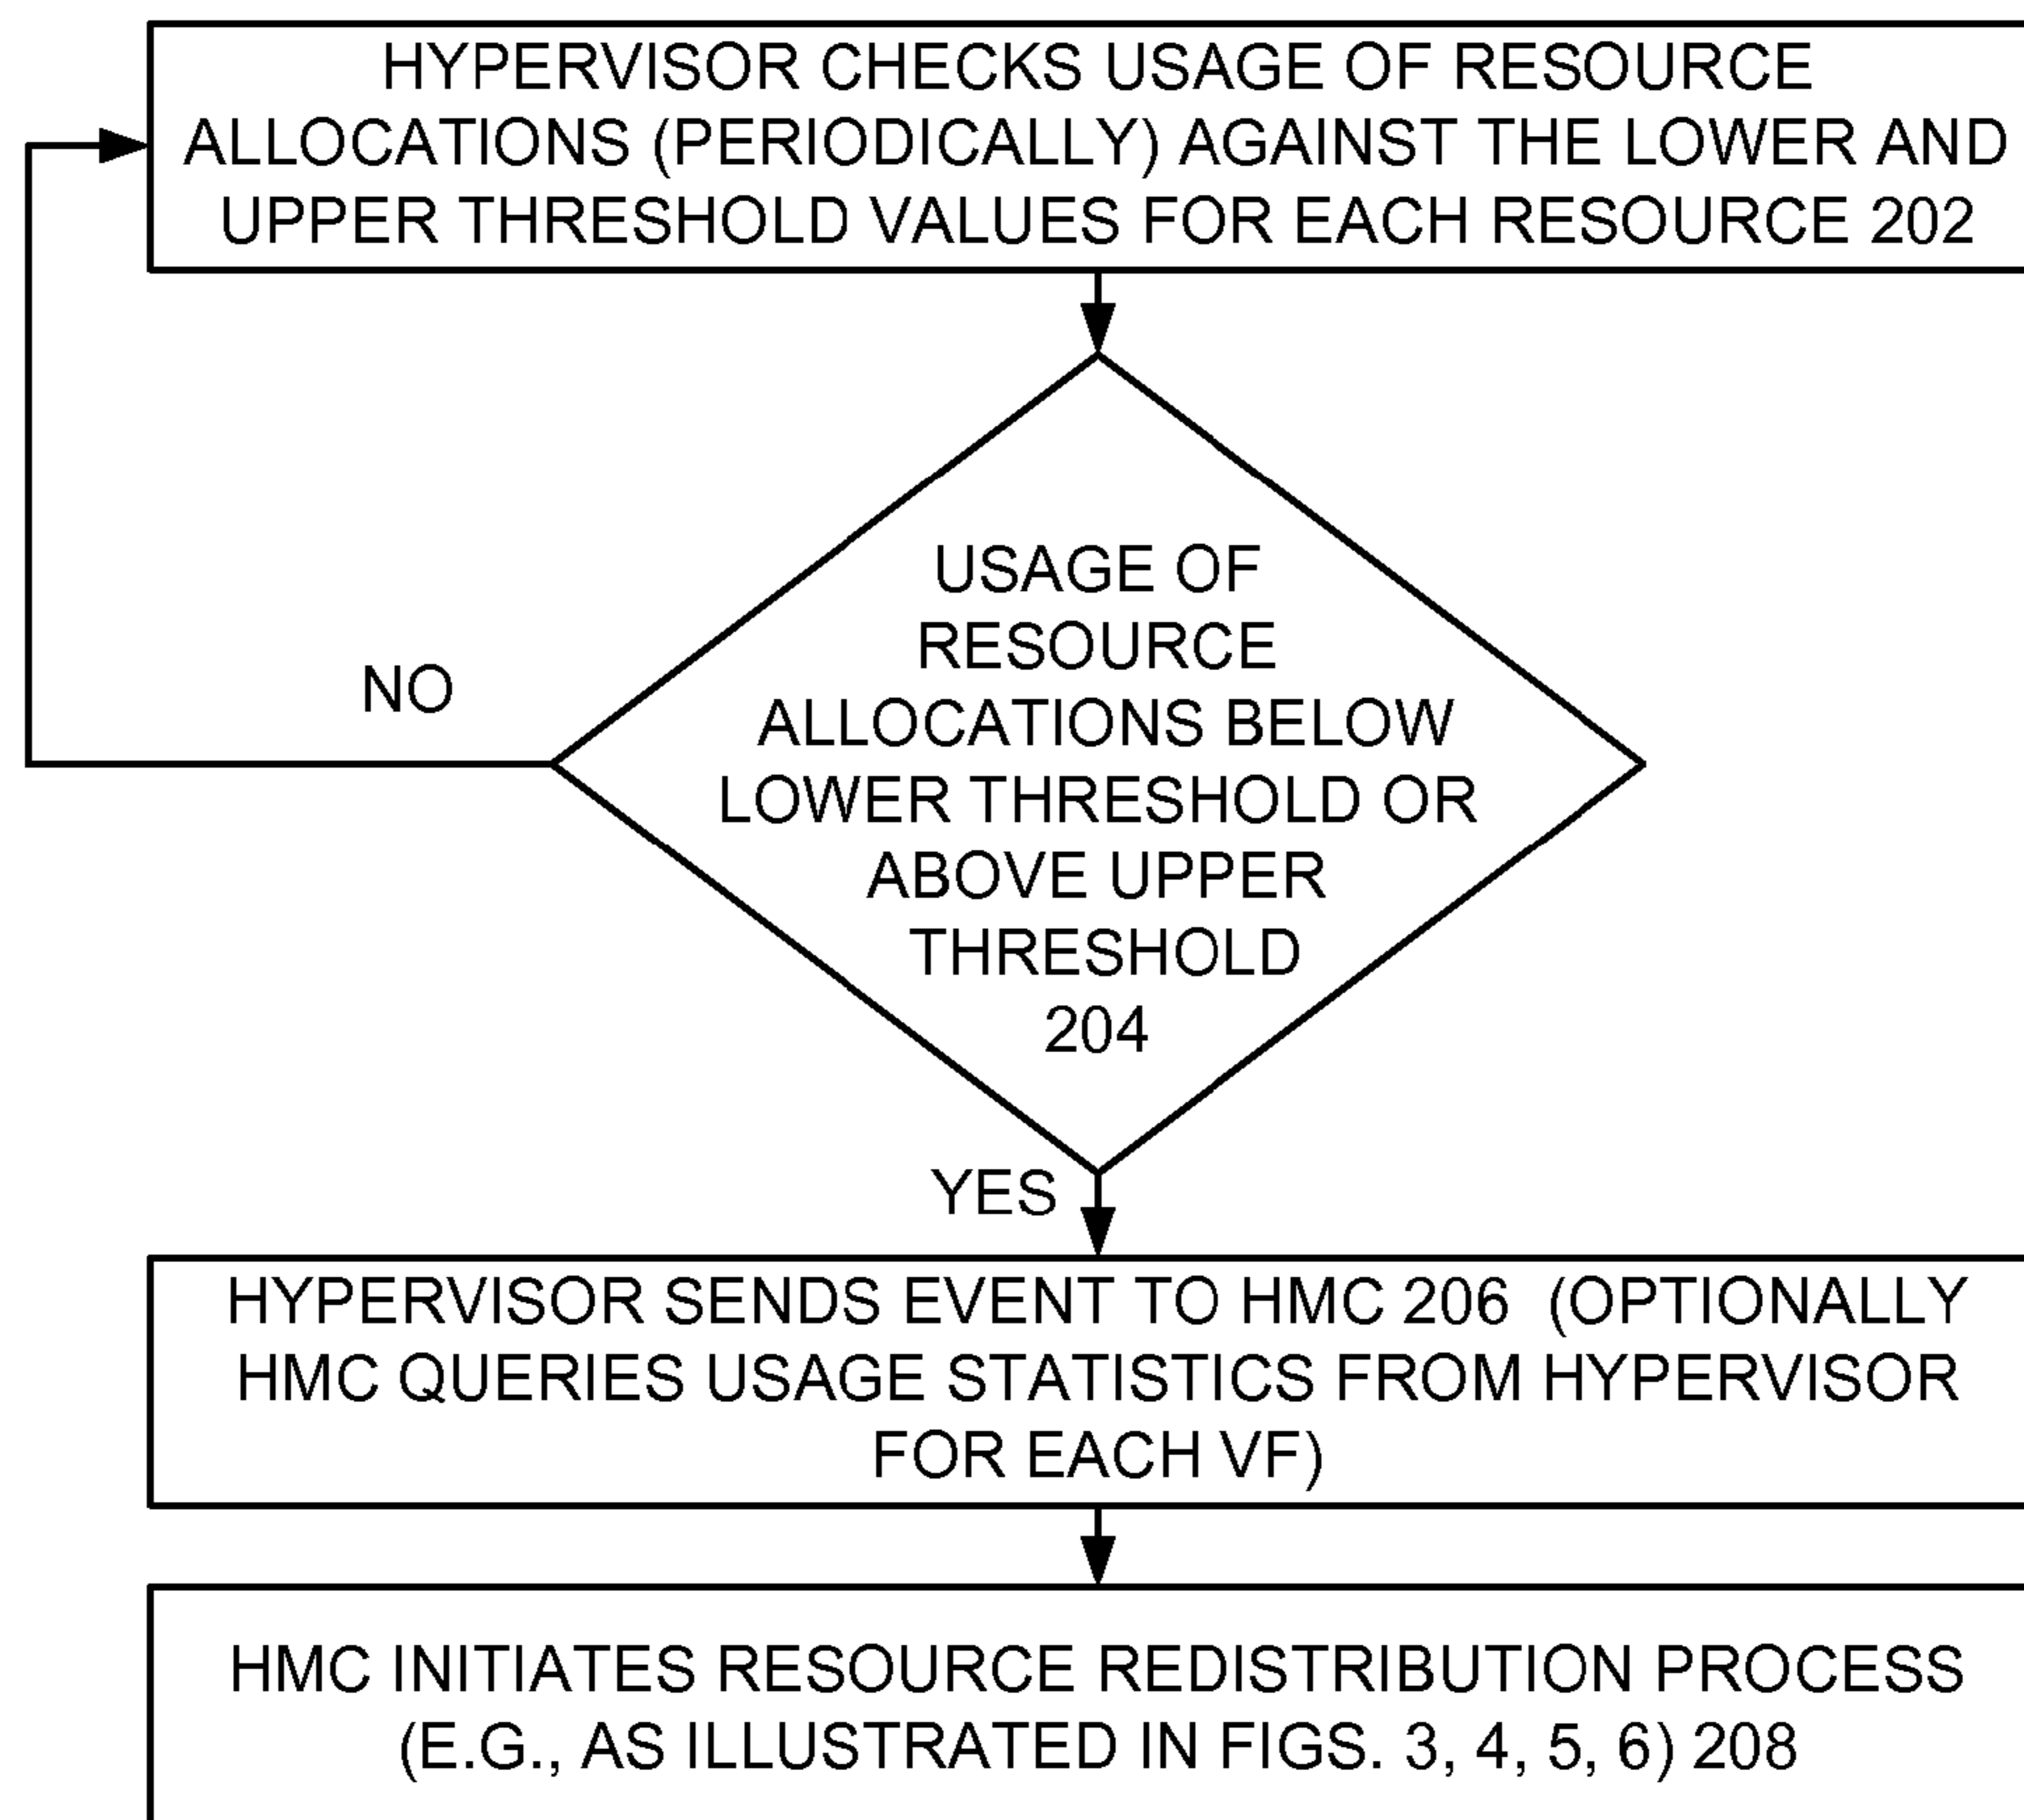 HYPERVISOR CHECKS USAGE OF RESOURCE
ALLOCATIONS (PERIODICALLY) AGAINST THE LOWER AND
UPPER THRESHOLD VALUES FOR EACH RESOURCE 202
USAGE OF
RESOURCE
ALLOCATIONS BELOW
LOWER THRESHOLD OR
ABOVE UPPER
THRESHOLD
204
NO
YES
HYPERVISOR SENDS EVENT TO HMC 206 (OPTIONALLY
HMC QUERIES USAGE STATISTICS FROM HYPERVISOR
FOR EACH VF)
HMC INITIATES RESOURCE REDISTRIBUTION PROCESS
(E.G., AS ILLUSTRATED IN FIGS. 3, 4, 5, 6) 208